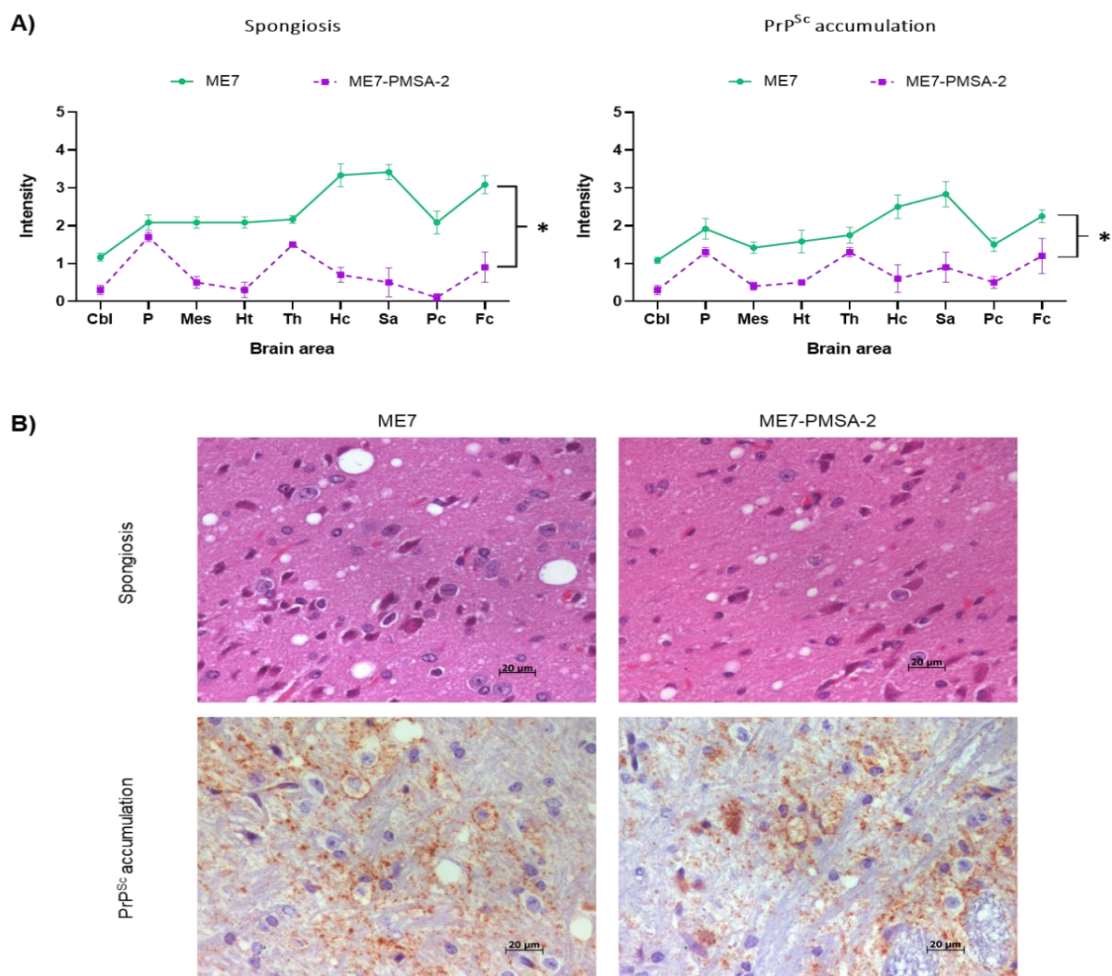 A)
Spongiosis
PrPSc accumulation
ME7 ME7-PMSA-2
ME7 ME7-PMSA-2
Intensity
5
4
3
2
1
0
*
Cbl P Mes Ht Th Hc Sa Pc Fc
Brain area
Intensity
5
4
3
2
1
0
*
Cbl P Mes Ht Th Hc Sa Pc Fc
Brain area
B)
ME7
ME7-PMSA-2
Spongiosis
20 µm
20 µm
PrPSc accumulation
20 µm
20 µm